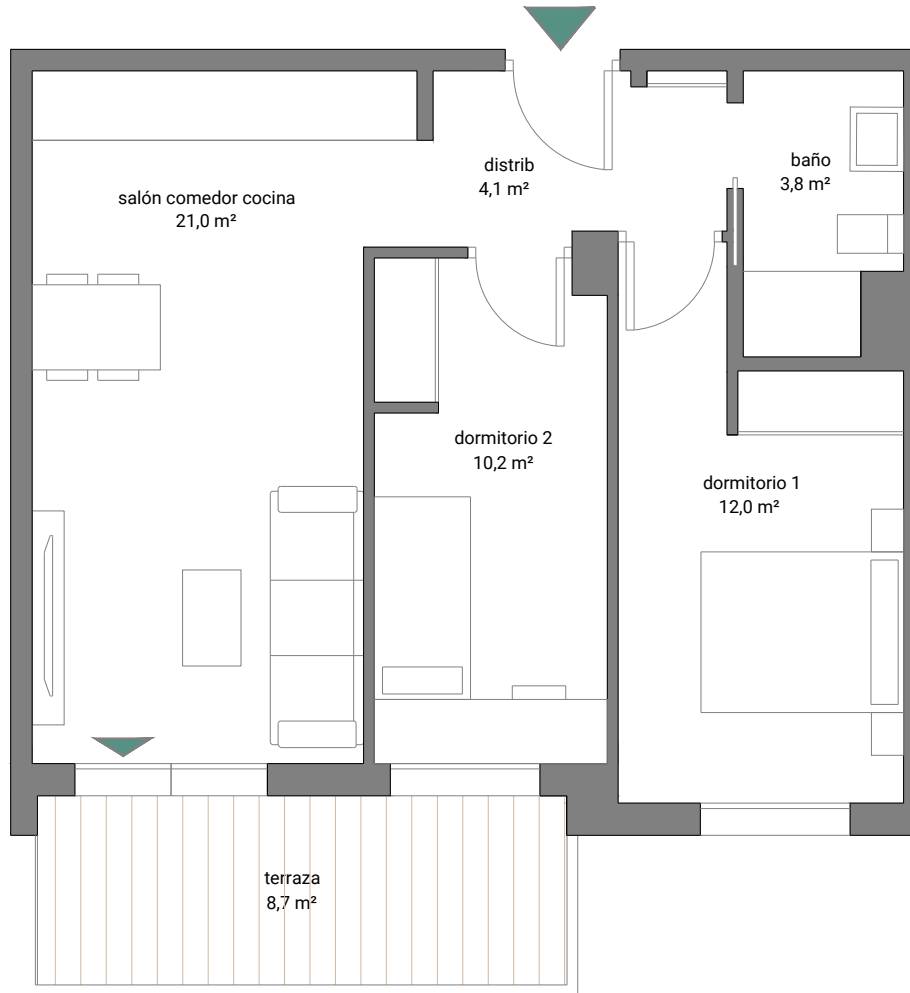 distrib
4,1 m²
baño
3,8 m²
salón comedor cocina
21,0 m²
dormitorio 2
10,2 m²
dormitorio 1
12,0 m²
terraza
8,7 m²